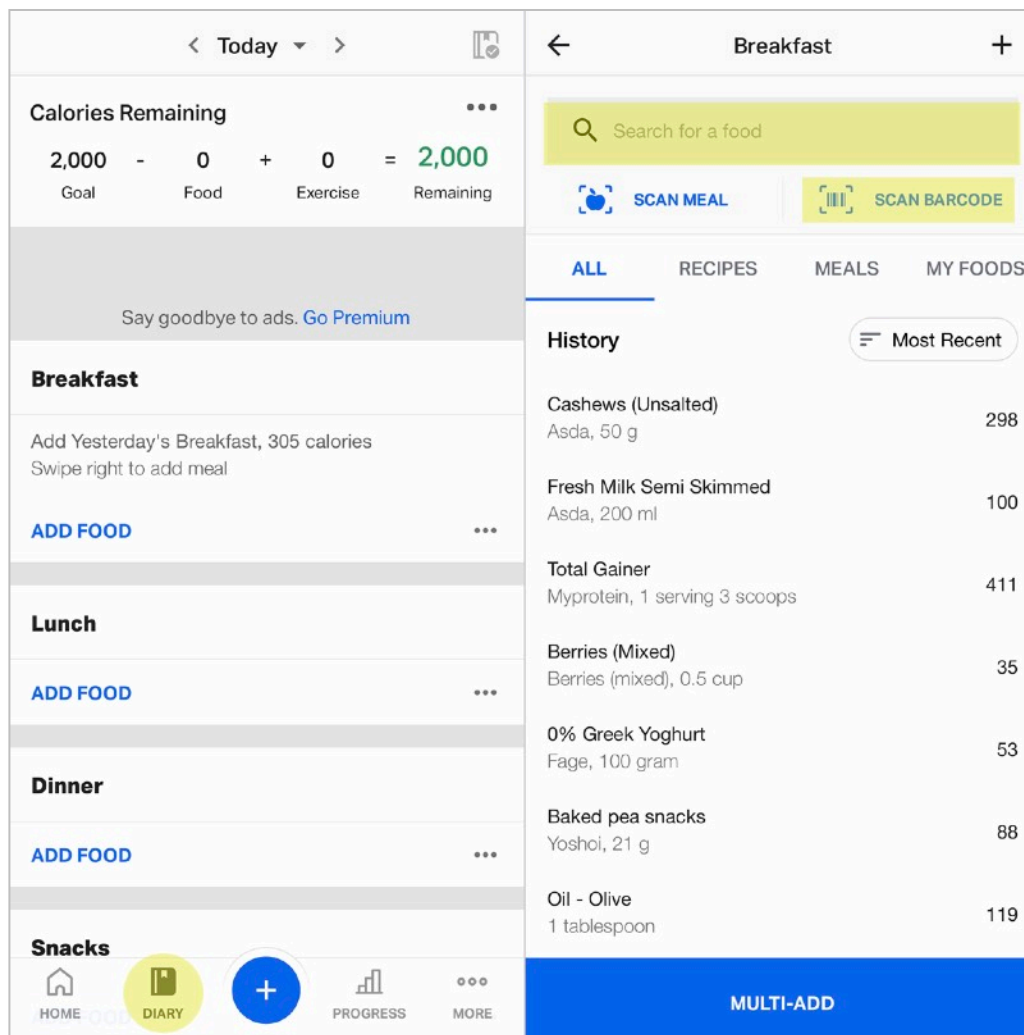 Today
Calories Remaining
2,000 - 0 + 0 = 2,000
Goal Food Exercise Remaining
Say goodbye to ads. Go Premium
Breakfast
Add Yesterday's Breakfast, 305 calories
Swipe right to add meal
ADD FOOD
Lunch
ADD FOOD
Dinner
ADD FOOD
Snacks
ADD FOOD
HOME DIARY + PROGRESS MORE
Breakfast +
Search for a food
SCAN MEAL SCAN BARCODE
ALL RECIPES MEALS MY FOODS
History Most Recent
Cashews (Unsalted)
Asda, 50 g 298
Fresh Milk Semi Skimmed
Asda, 200 ml 100
Total Gainer
Myprotein, 1 serving 3 scoops 411
Berries (Mixed)
Berries (mixed), 0.5 cup 35
0% Greek Yoghurt
Fage, 100 gram 53
Baked pea snacks
Yoshoi, 21 g 88
Oil - Olive
1 tablespoon 119
MULTI-ADD